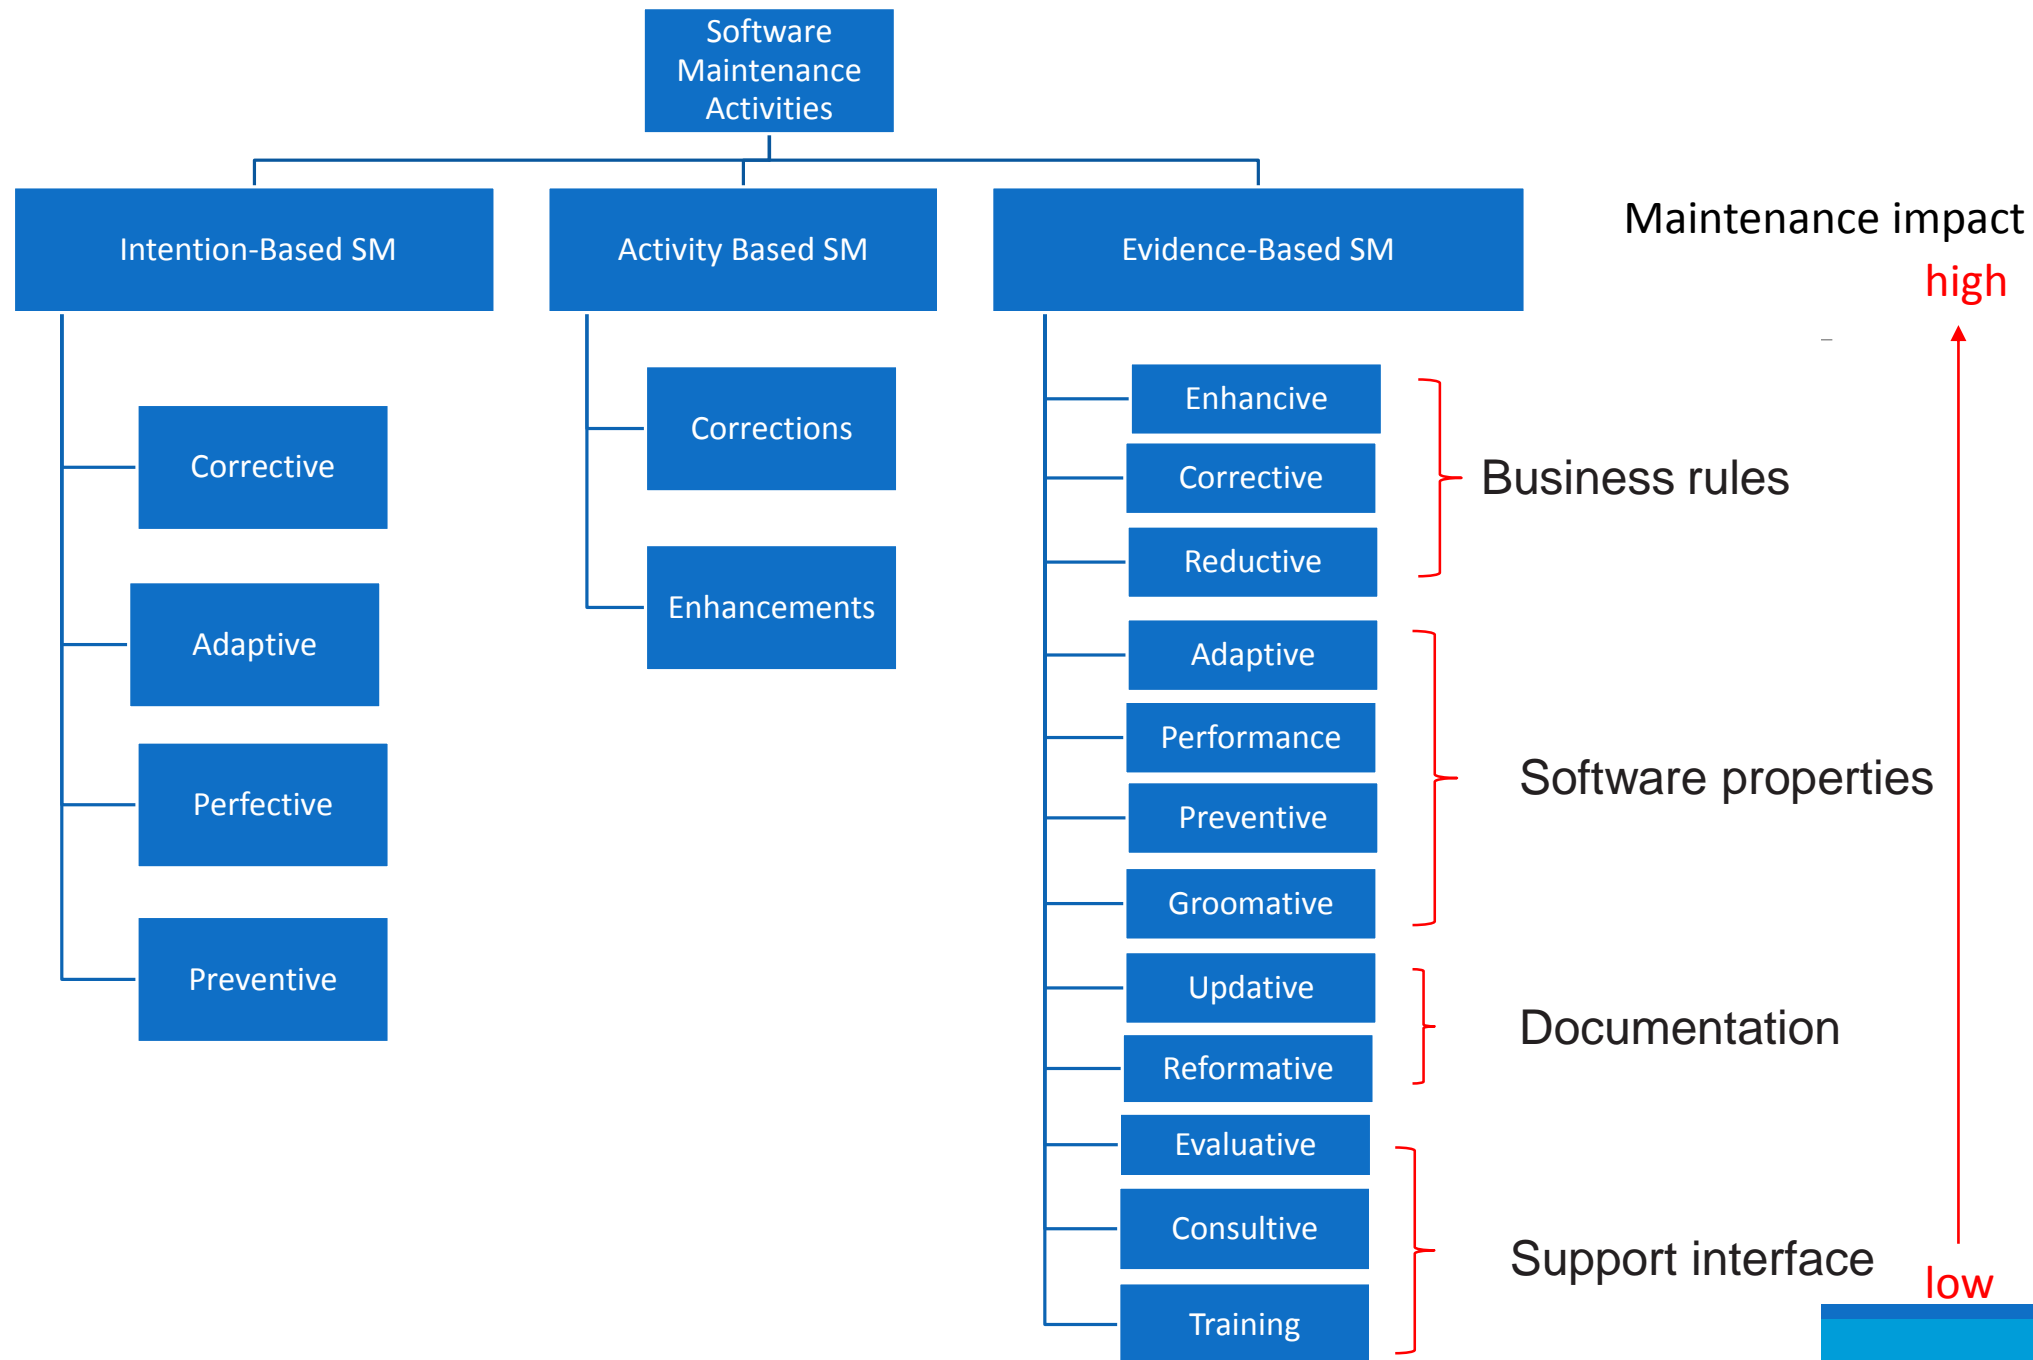 Software
Maintenance
Activities
Intention-Based SM
Activity Based SM
Evidence-Based SM
Maintenance impact
high
Corrective
Adaptive
Perfective
Preventive
Corrections
Enhancements
Enhancive
Corrective
Reductive
Business rules
Adaptive
Performance
Preventive
Groomative
Software properties
Updative
Reformative
Documentation
Evaluative
Consultive
Training
Support interface
low